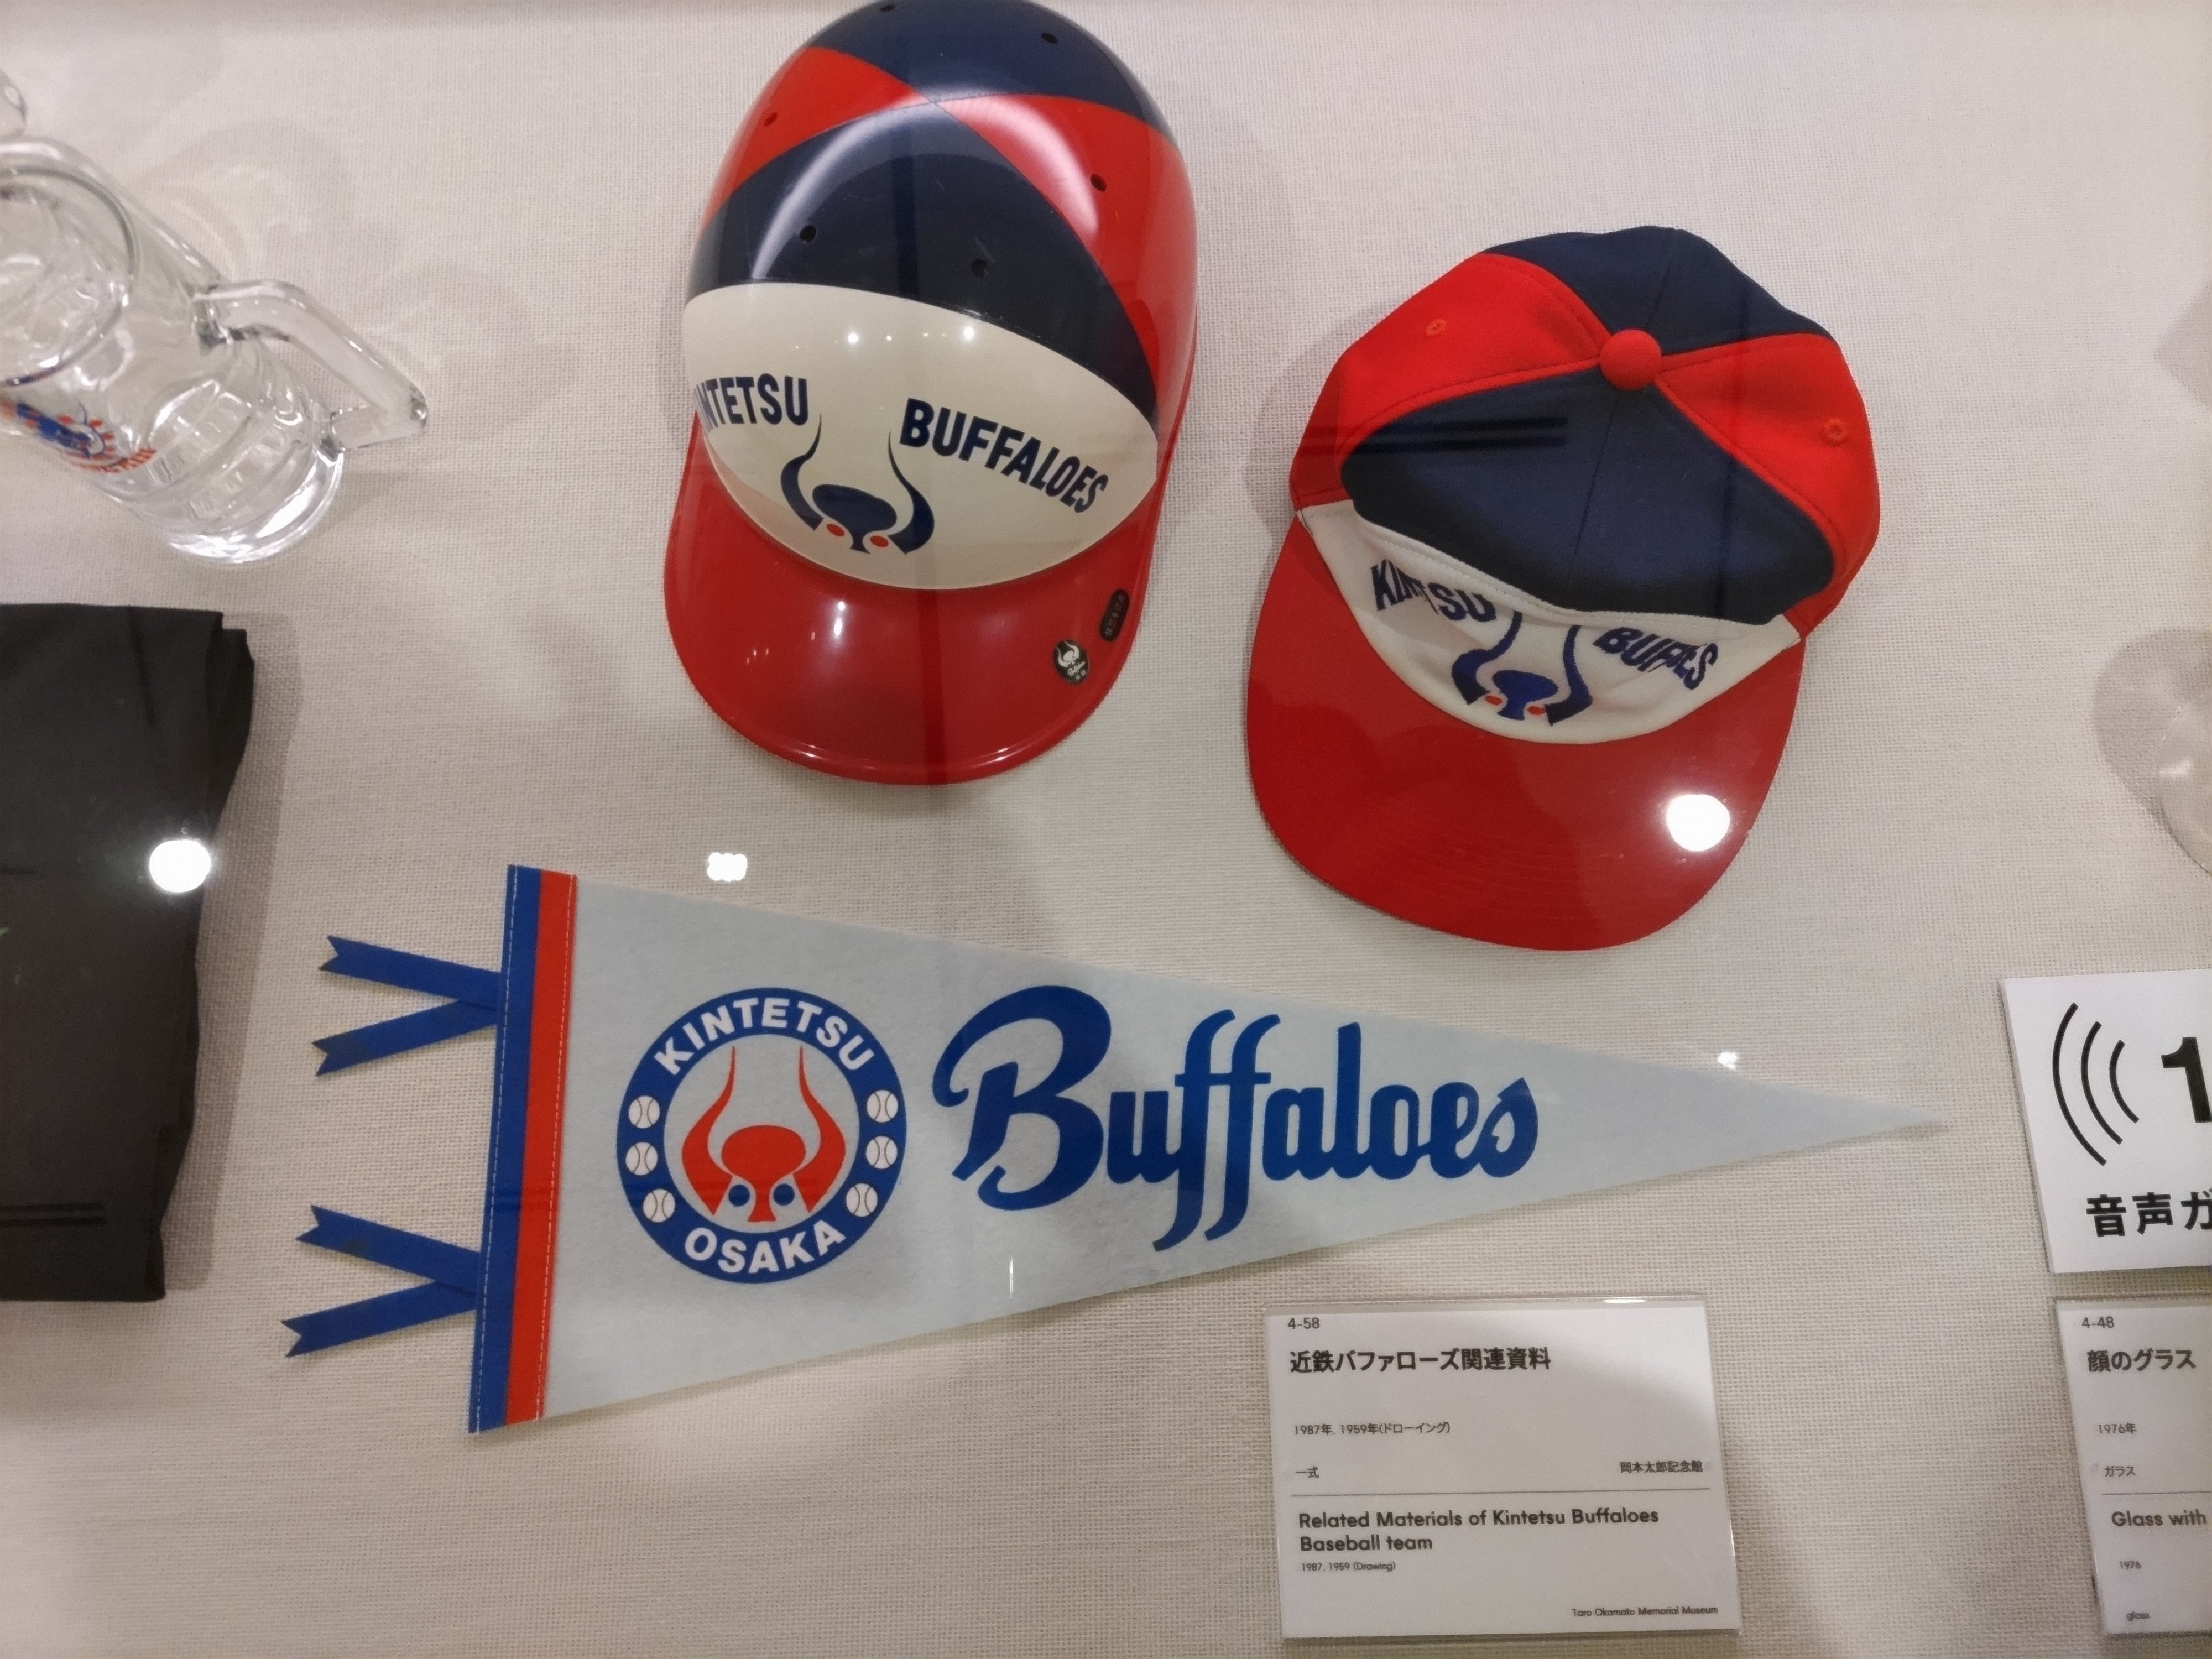 KINTETSU
BUFFALOES
KINTETSU
BUFFALOES
KINTETSU
OSAKA
Buffaloes
1
音声ガ
4-58
近鉄バファローズ関連資料
1987年, 1959年(ドローイング)
一式
岡本太郎記念館
Related Materials of Kintetsu Buffaloes
Baseball team
1987, 1959 (Drawing)
Taro Okamoto Memorial Museum
4-48
顔のグラス
1976年
ガラス
Glass with
1976
glass